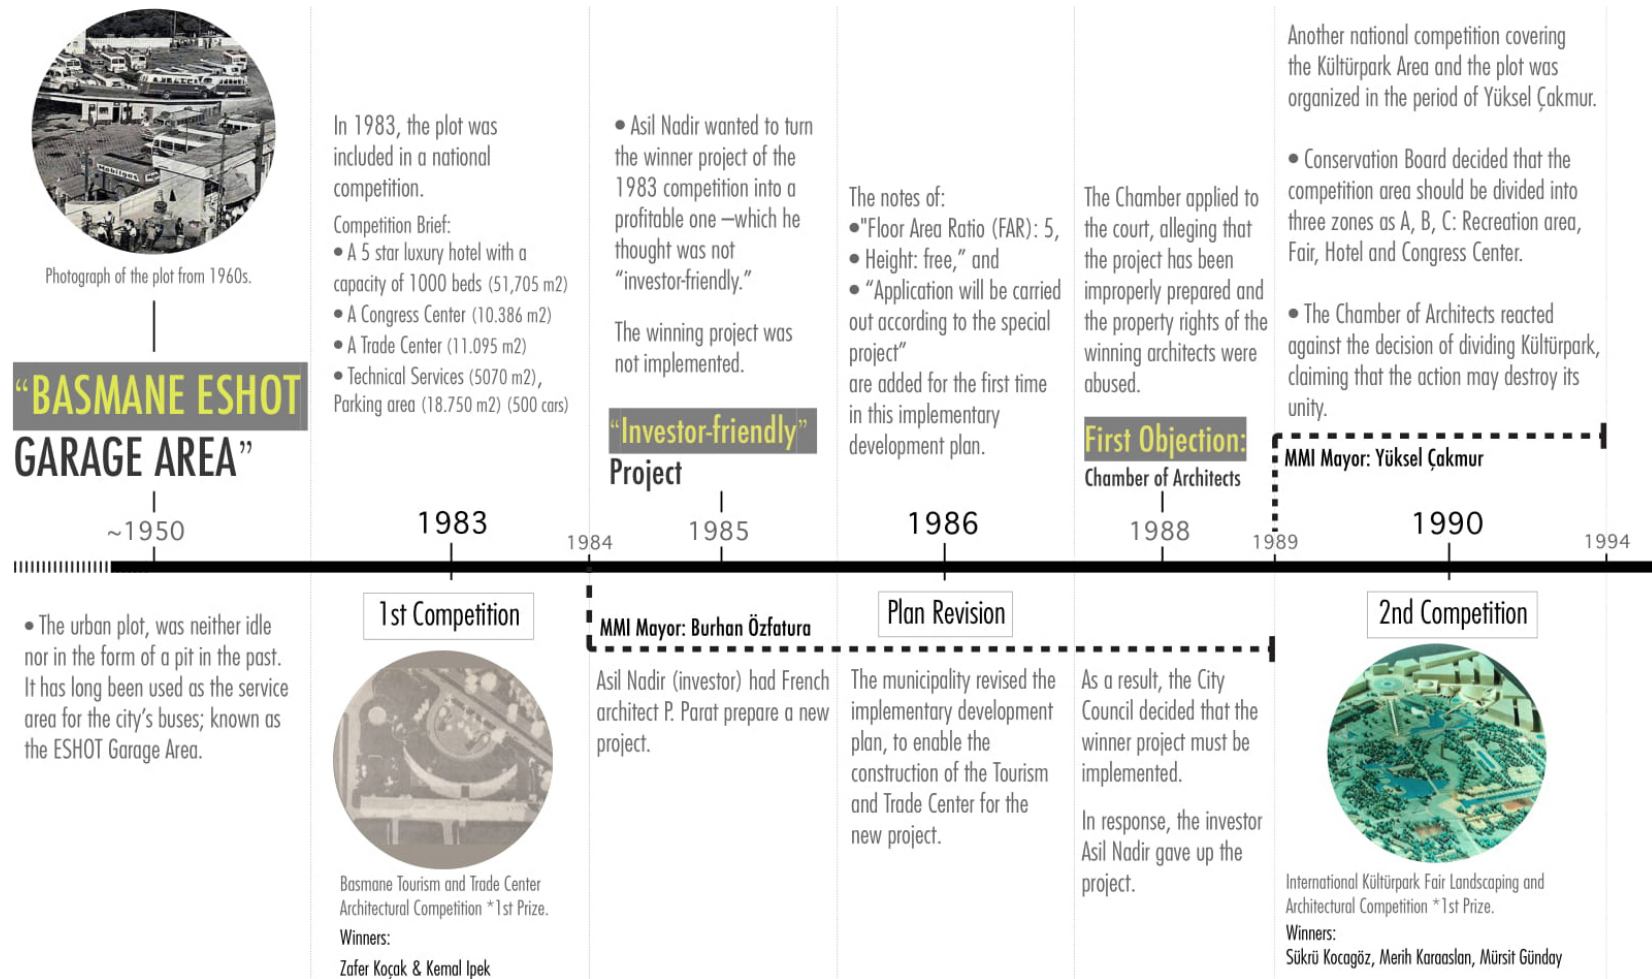 Photograph of the plot from 1960s.
“BASMANE ESHOT
GARAGE AREA”
~1950
• The urban plot, was neither idle
nor in the form of a pit in the past.
It has long been used as the service
area for the city’s buses; known as
the ESHOT Garage Area.
In 1983, the plot was
included in a national
competition.
Competition Brief:
• A 5 star luxury hotel with a
capacity of 1000 beds (51,705 m2)
• A Congress Center (10.386 m2)
• A Trade Center (11.095 m2)
• Technical Services (5070 m2),
Parking area (18.750 m2) (500 cars)
1983
1st Competition
Basmane Tourism and Trade Center
Architectural Competition *1st Prize.
Winners:
Zafer Koçak & Kemal Ipek
1984
MMI Mayor: Burhan Özfatura
• Asil Nadir wanted to turn
the winner project of the
1983 competition into a
profitable one –which he
thought was not
“investor-friendly.”
The winning project was
not implemented.
“Investor-friendly”
Project
1985
Asil Nadir (investor) had French
architect P. Parat prepare a new
project.
The notes of:
•"Floor Area Ratio (FAR): 5,
• Height: free,” and
• “Application will be carried
out according to the special
project”
are added for the first time
in this implementary
development plan.
1986
Plan Revision
The municipality revised the
implementary development
plan, to enable the
construction of the Tourism
and Trade Center for the
new project.
The Chamber applied to
the court, alleging that
the project has been
improperly prepared and
the property rights of the
winning architects were
abused.
First Objection:
Chamber of Architects
1988
As a result, the City
Council decided that the
winner project must be
implemented.
In response, the investor
Asil Nadir gave up the
project.
1989
Another national competition covering
the Kültürpark Area and the plot was
organized in the period of Yüksel Çakmur.
• Conservation Board decided that the
competition area should be divided into
three zones as A, B, C: Recreation area,
Fair, Hotel and Congress Center.
• The Chamber of Architects reacted
against the decision of dividing Kültürpark,
claiming that the action may destroy its
unity.
MMI Mayor: Yüksel Çakmur
1990
1994
2nd Competition
International Kültürpark Fair Landscaping and
Architectural Competition *1st Prize.
Winners:
Sükrü Kocagöz, Merih Karaaslan, Mürsit Günday